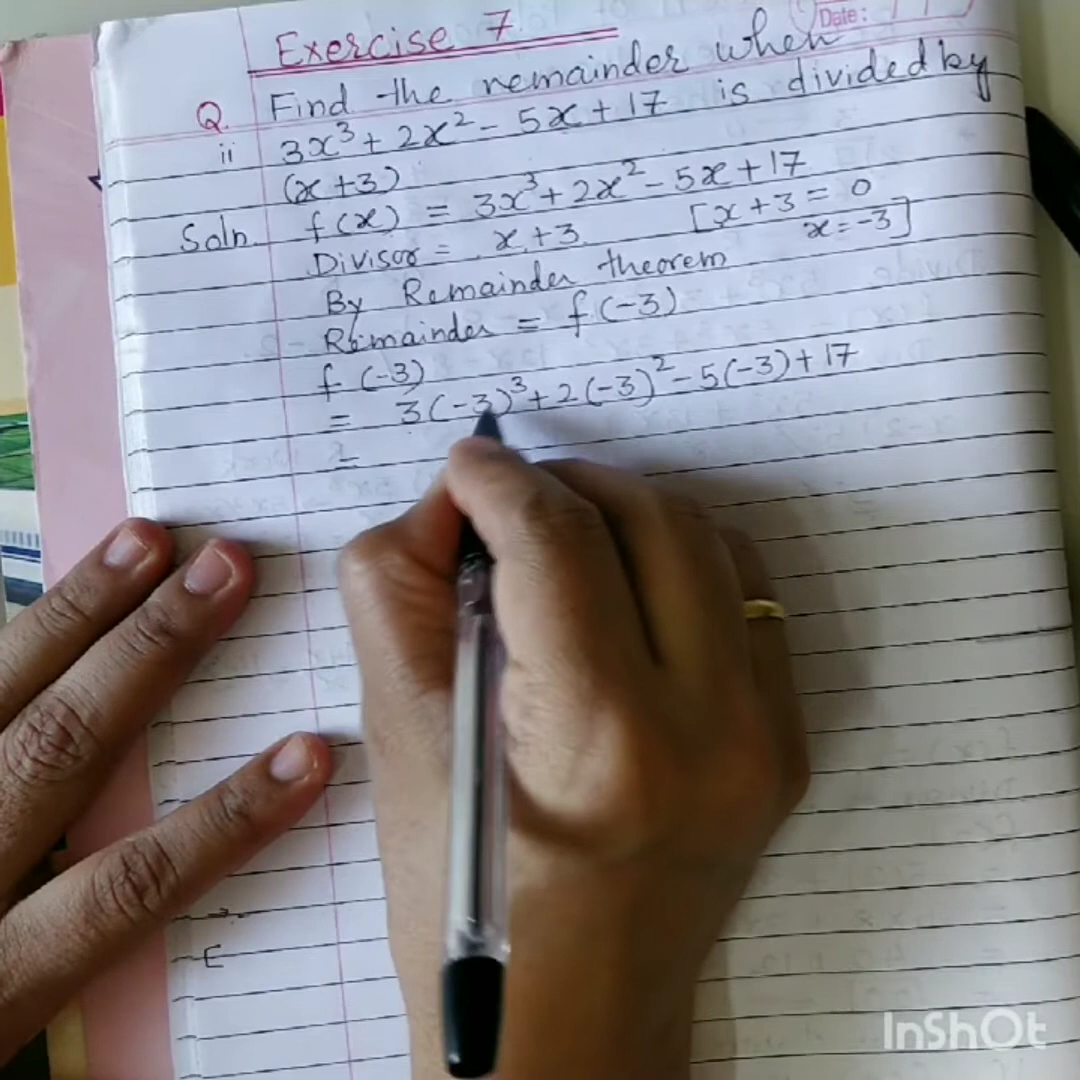 Date:
Exercise 7.
Q. Find the remainder when
ii 3x³ + 2x² - 5x + 17 is divided by
(x + 3)
Soln. f(x) = 3x³ + 2x² - 5x + 17
Divisor = x + 3. [x + 3 = 0
x = -3]
By Remainder theorem
Remainder = f(-3)
f (-3)
= 3(-3)³ + 2(-3)² - 5(-3) + 17
=
InShOt